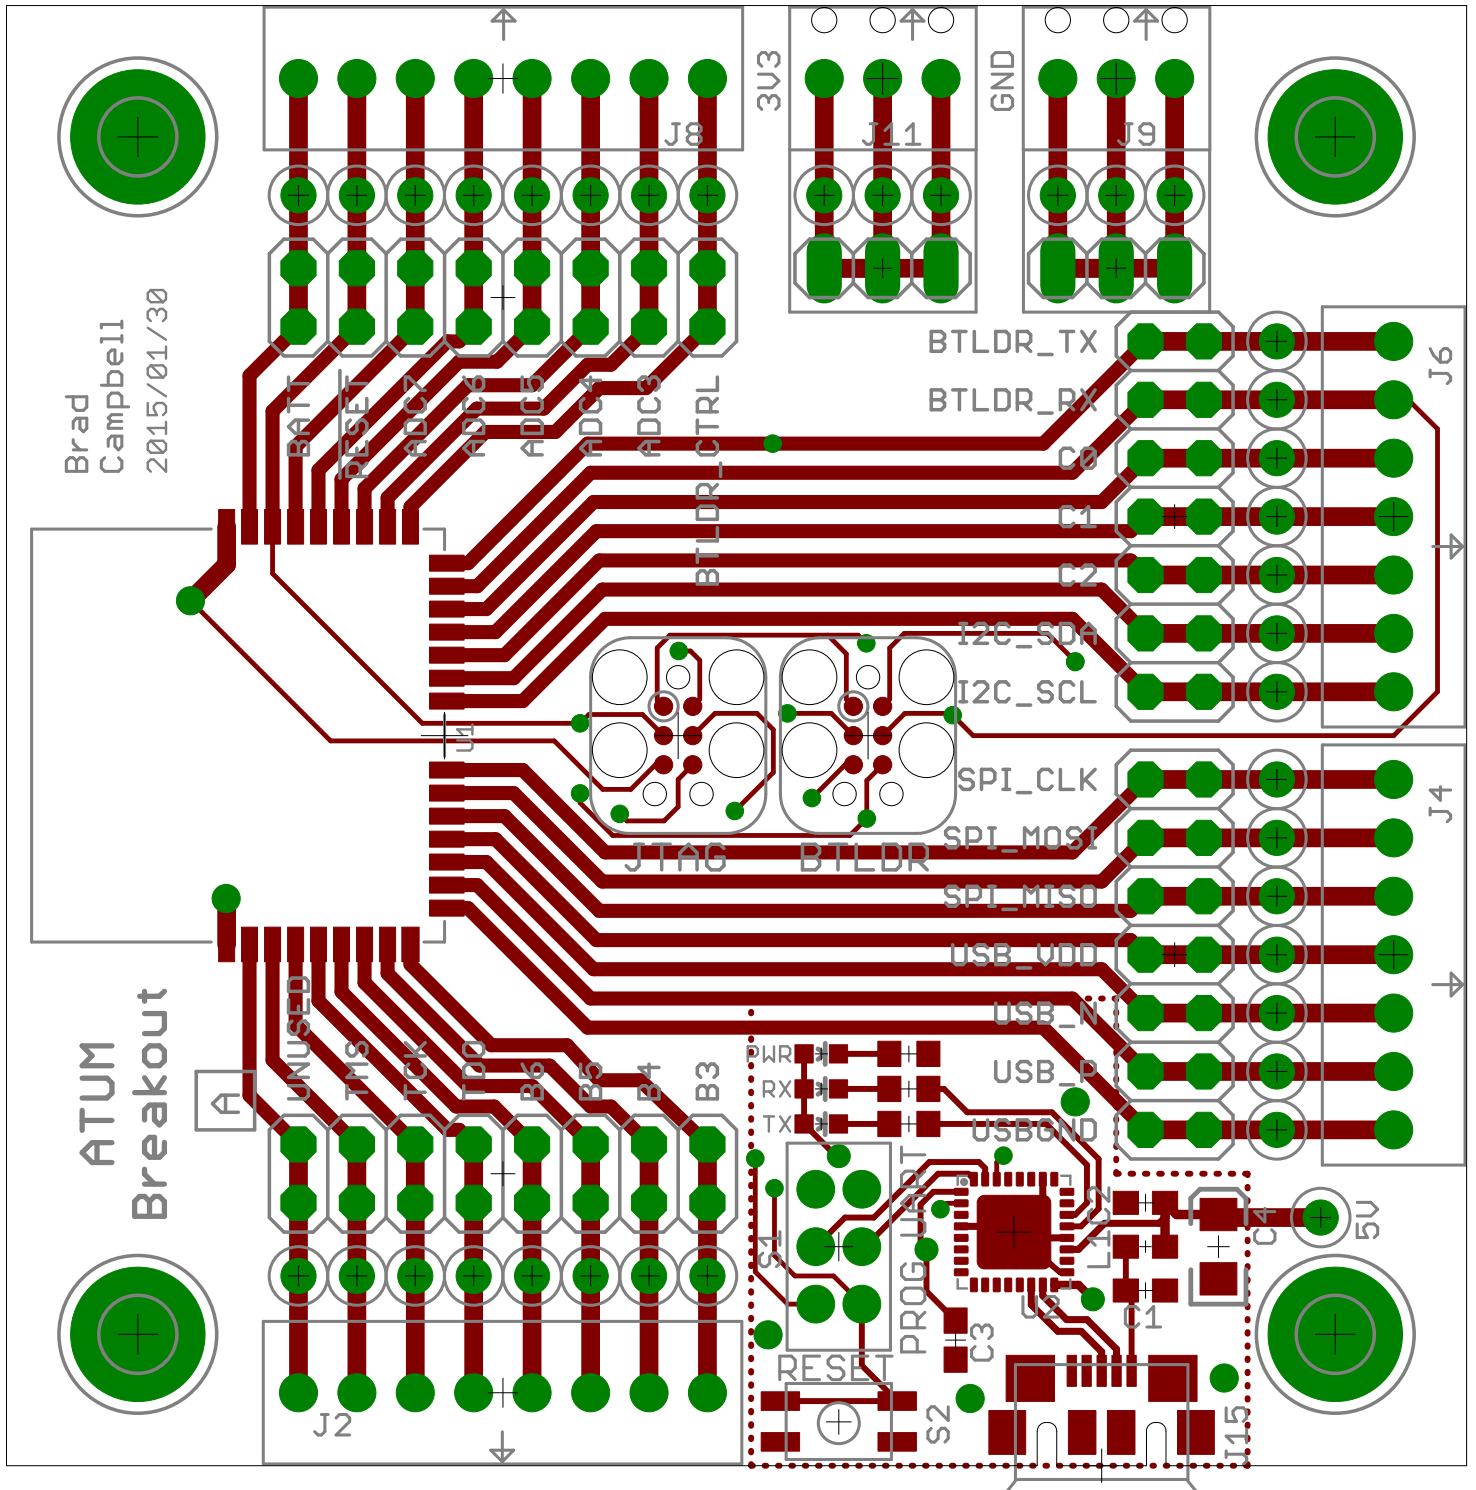 3V3
GND
J8
J11
J9
Brad
Campbell
2015/01/30
BATT
RESET
ADC7
ADC6
ADC5
ADC4
ADC3
BTLDR_CTRL
BTLDR_TX
BTLDR_RX
C0
C1
C2
I2C_SDA
I2C_SCL
J6
U1
JTAG
BTLDR
SPI_CLK
SPI_MOSI
SPI_MISO
USB_VDD
USB_N
USB_P
USBGND
J4
ATUM
Breakout
A
UNUSED
TMS
TCK
TDO
B6
B5
B4
B3
J2
PWR
RX
TX
S1
PROG UART
RESET
S2
C3
U2
L1
C2
C1
C4
5V
J15